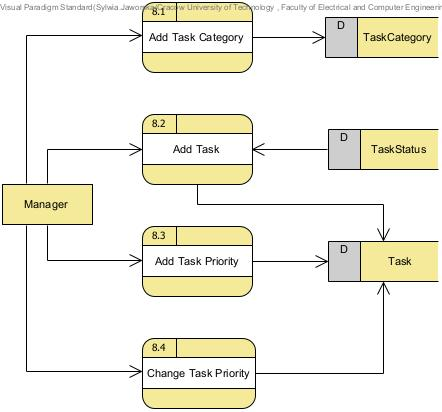 Visual Paradigm Standard(Sylwia Jaworska(Cracow University of Technology , Faculty of Electrical and Computer Engineerin
8.1
Add Task Category
D
TaskCategory
8.2
Add Task
D
TaskStatus
Manager
8.3
Add Task Priority
D
Task
8.4
Change Task Priority